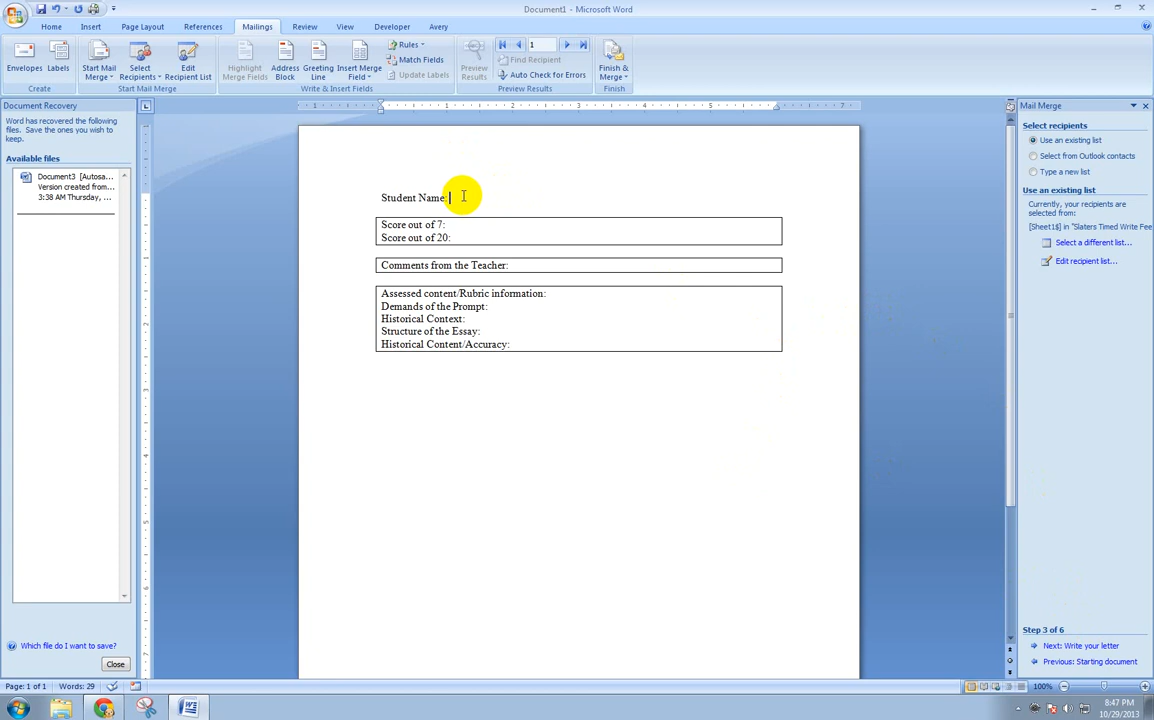 Document1 - Microsoft Word
Home Insert Page Layout References Mailings Review View Developer Avery
Envelopes
Labels
Create
Start Mail
Merge
Select
Recipients
Edit
Recipient List
Start Mail Merge
Highlight
Merge Fields
Address
Block
Greeting
Line
Insert Merge
Field
Rules
Match Fields
Update Labels
Write & Insert Fields
Preview
Results
1
Find Recipient
Auto Check for Errors
Preview Results
Finish &
Merge
Finish
Document Recovery
Word has recovered the following
files. Save the ones you wish to
keep.
Available files
Document3 [Autosa...
Version created from...
3:38 AM Thursday, ...
Which file do I want to save?
Close
1 1 2 3 4 5 7
Student Name:
Score out of 7:
Score out of 20:
Comments from the Teacher:
Assessed content/Rubric information:
Demands of the Prompt:
Historical Context:
Structure of the Essay:
Historical Content/Accuracy:
Mail Merge
Select recipients
Use an existing list
Select from Outlook contacts
Type a new list
Use an existing list
Currently, your recipients are
selected from:
[Sheet1$] in "Slaters Timed Write Fee
Select a different list...
Edit recipient list...
Step 3 of 6
Next: Write your letter
Previous: Starting document
Page: 1 of 1 Words: 29
100%
8:47 PM
10/29/2013